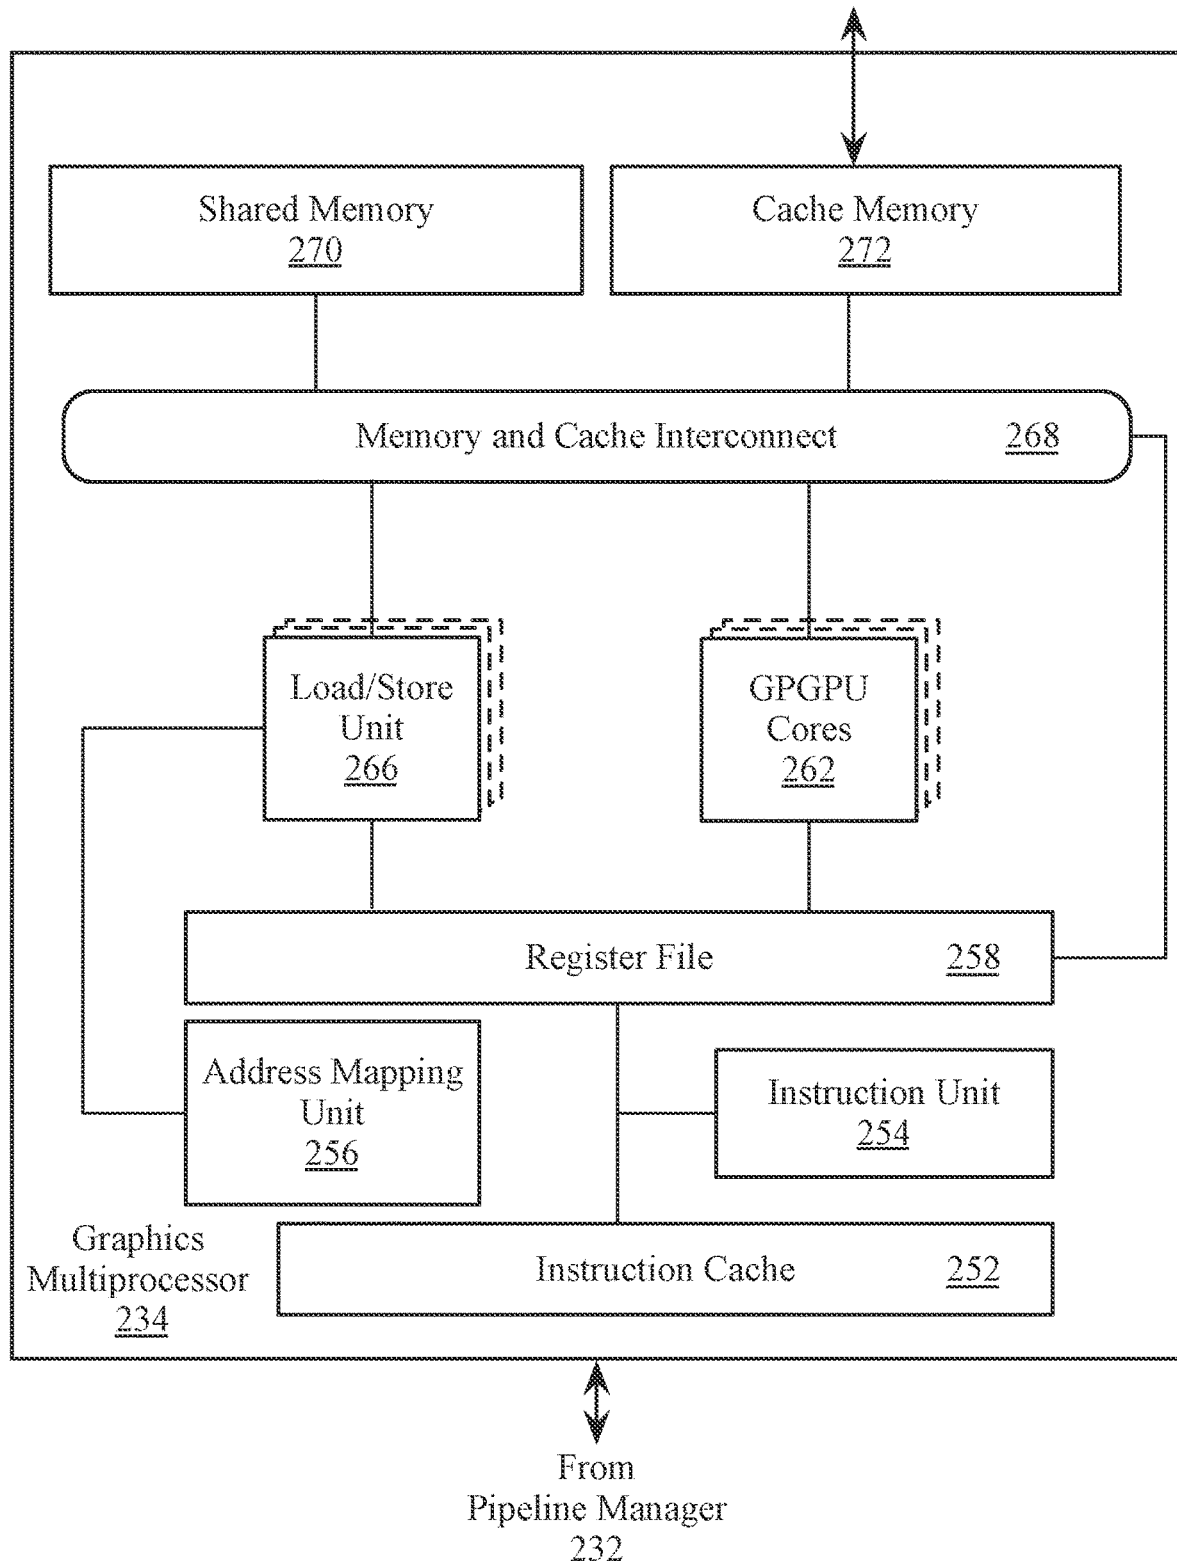 Shared Memory
270
Cache Memory
272
Memory and Cache Interconnect 268
Load/Store
Unit
266
GPGPU
Cores
262
Register File 258
Address Mapping
Unit
256
Instruction Unit
254
Graphics
Multiprocessor
234
Instruction Cache 252
From
Pipeline Manager
232